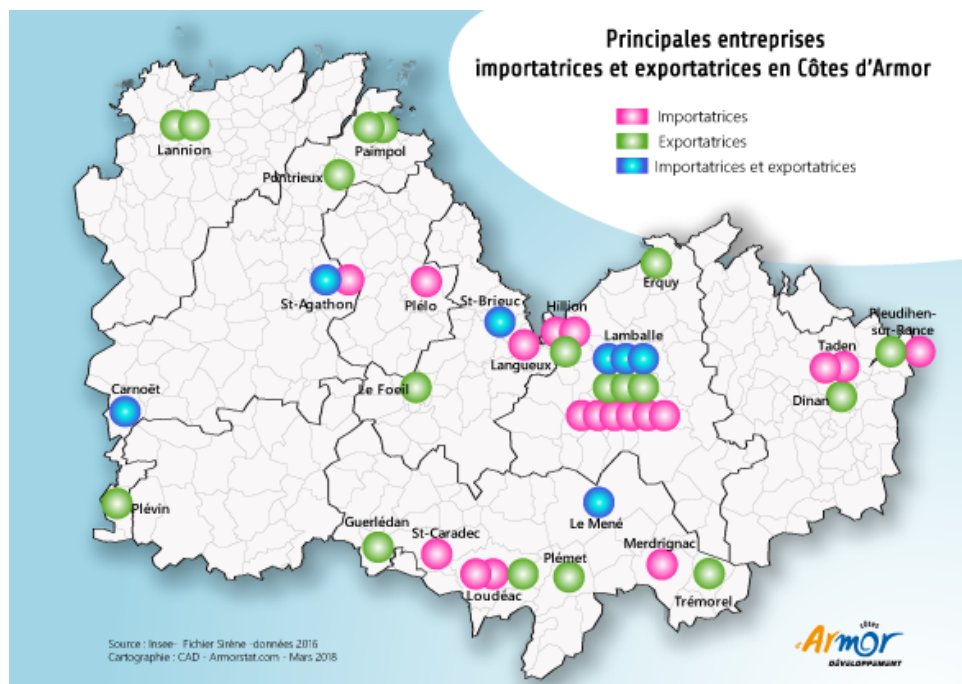 Principales entreprises
importatrices et exportatrices en Côtes d'Armor
Importatrices
Exportatrices
Importatrices et exportatrices
Lannion
Paimpol
Pontrieux
Erquy
St-Agathon
Plélo
St-Brieuc
Hillion
Lamballe
Langueux
Pleudihen-
sur-Rance
Taden
Dinan
Carnoët
Le Foeil
Plévin
Guerlédan
St-Caradec
Loudéac
Plémet
Le Mené
Merdrignac
Trémorel
Source : Insee- Fichier Sirène -données 2016
Cartographie : CAD - Armorstat.com - Mars 2018
CÔTES
d'Armor
DÉVELOPPEMENT